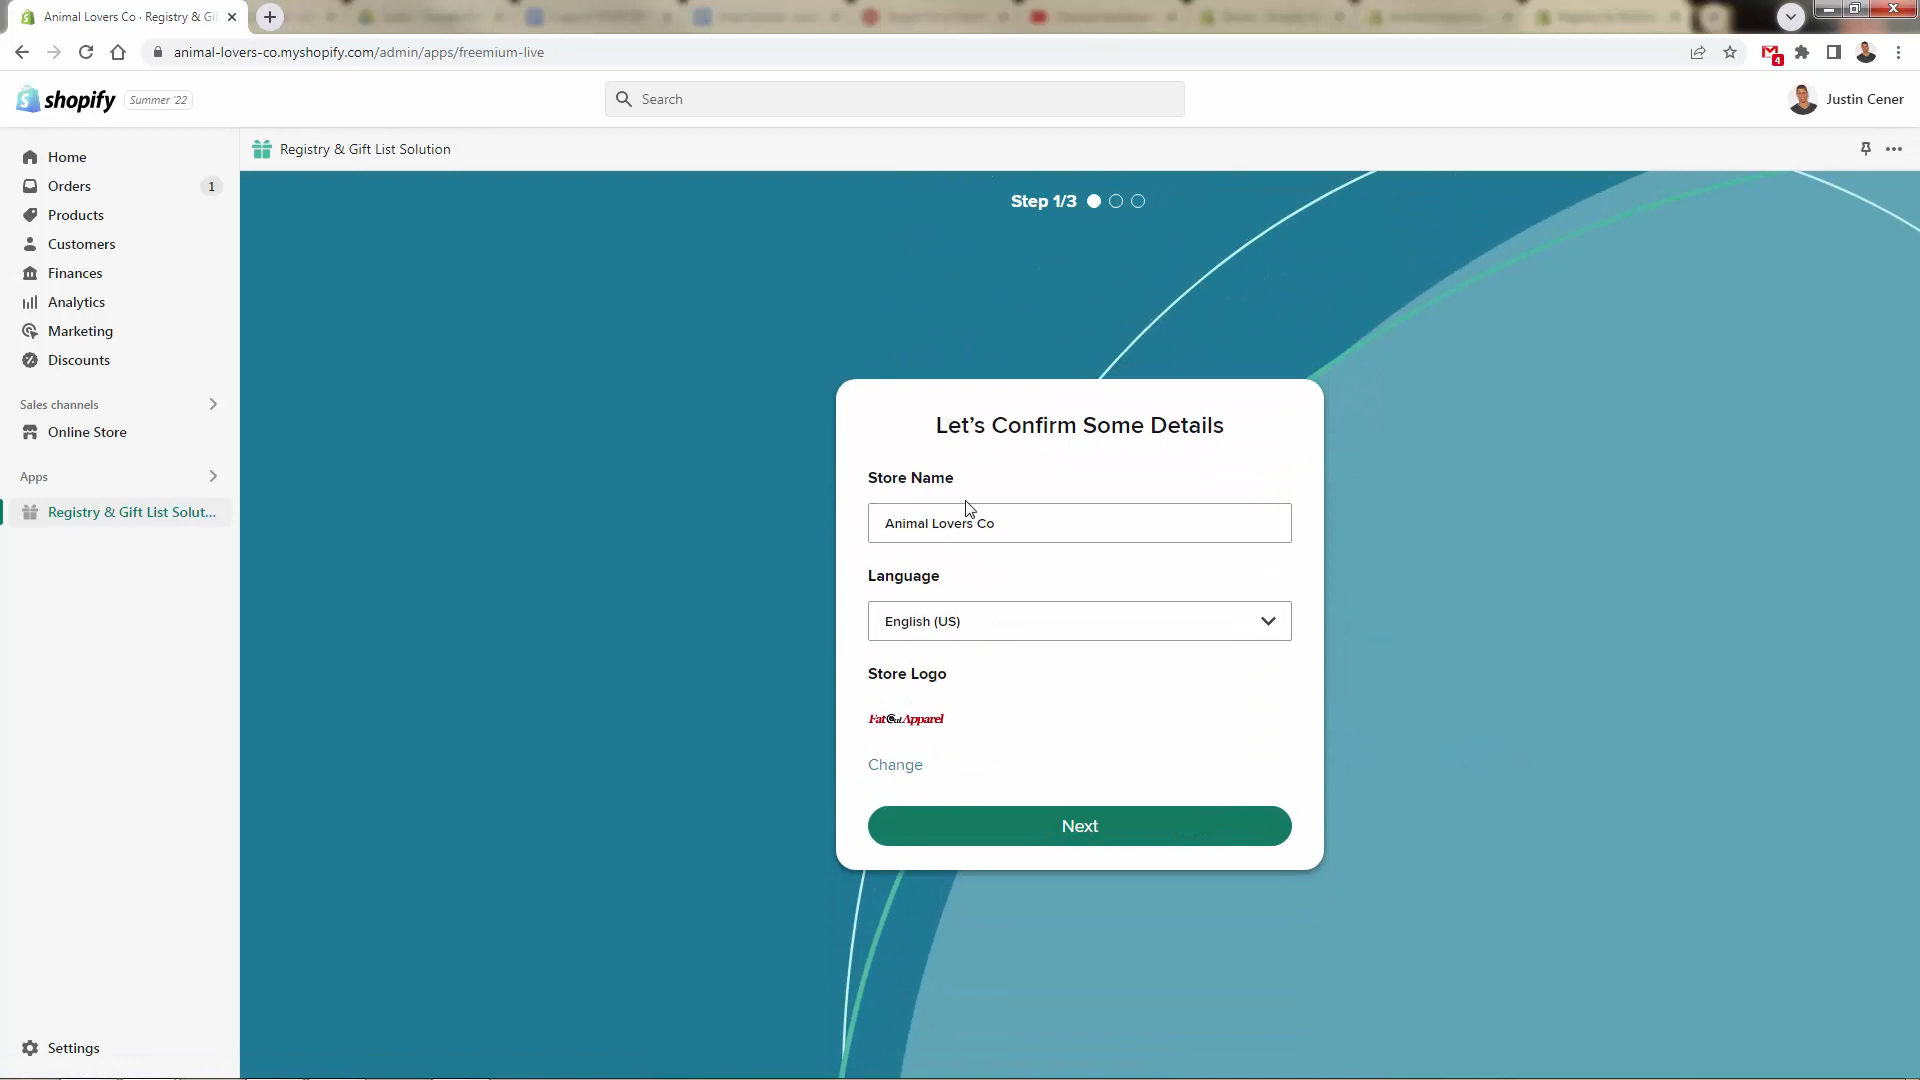 Animal Lovers Co · Registry & Gi
animal-lovers-co.myshopify.com/admin/apps/freemium-live
4
shopify
Summer '22
Search
Justin Cener
Home
Registry & Gift List Solution
Orders
1
Step 1/3
Products
Customers
Finances
Analytics
Marketing
Discounts
Sales channels
Online Store
Apps
Registry & Gift List Solut...
Settings
Let's Confirm Some Details
Store Name
Animal Lovers Co
Language
English (US)
Store Logo
Fat Apparel
Change
Next